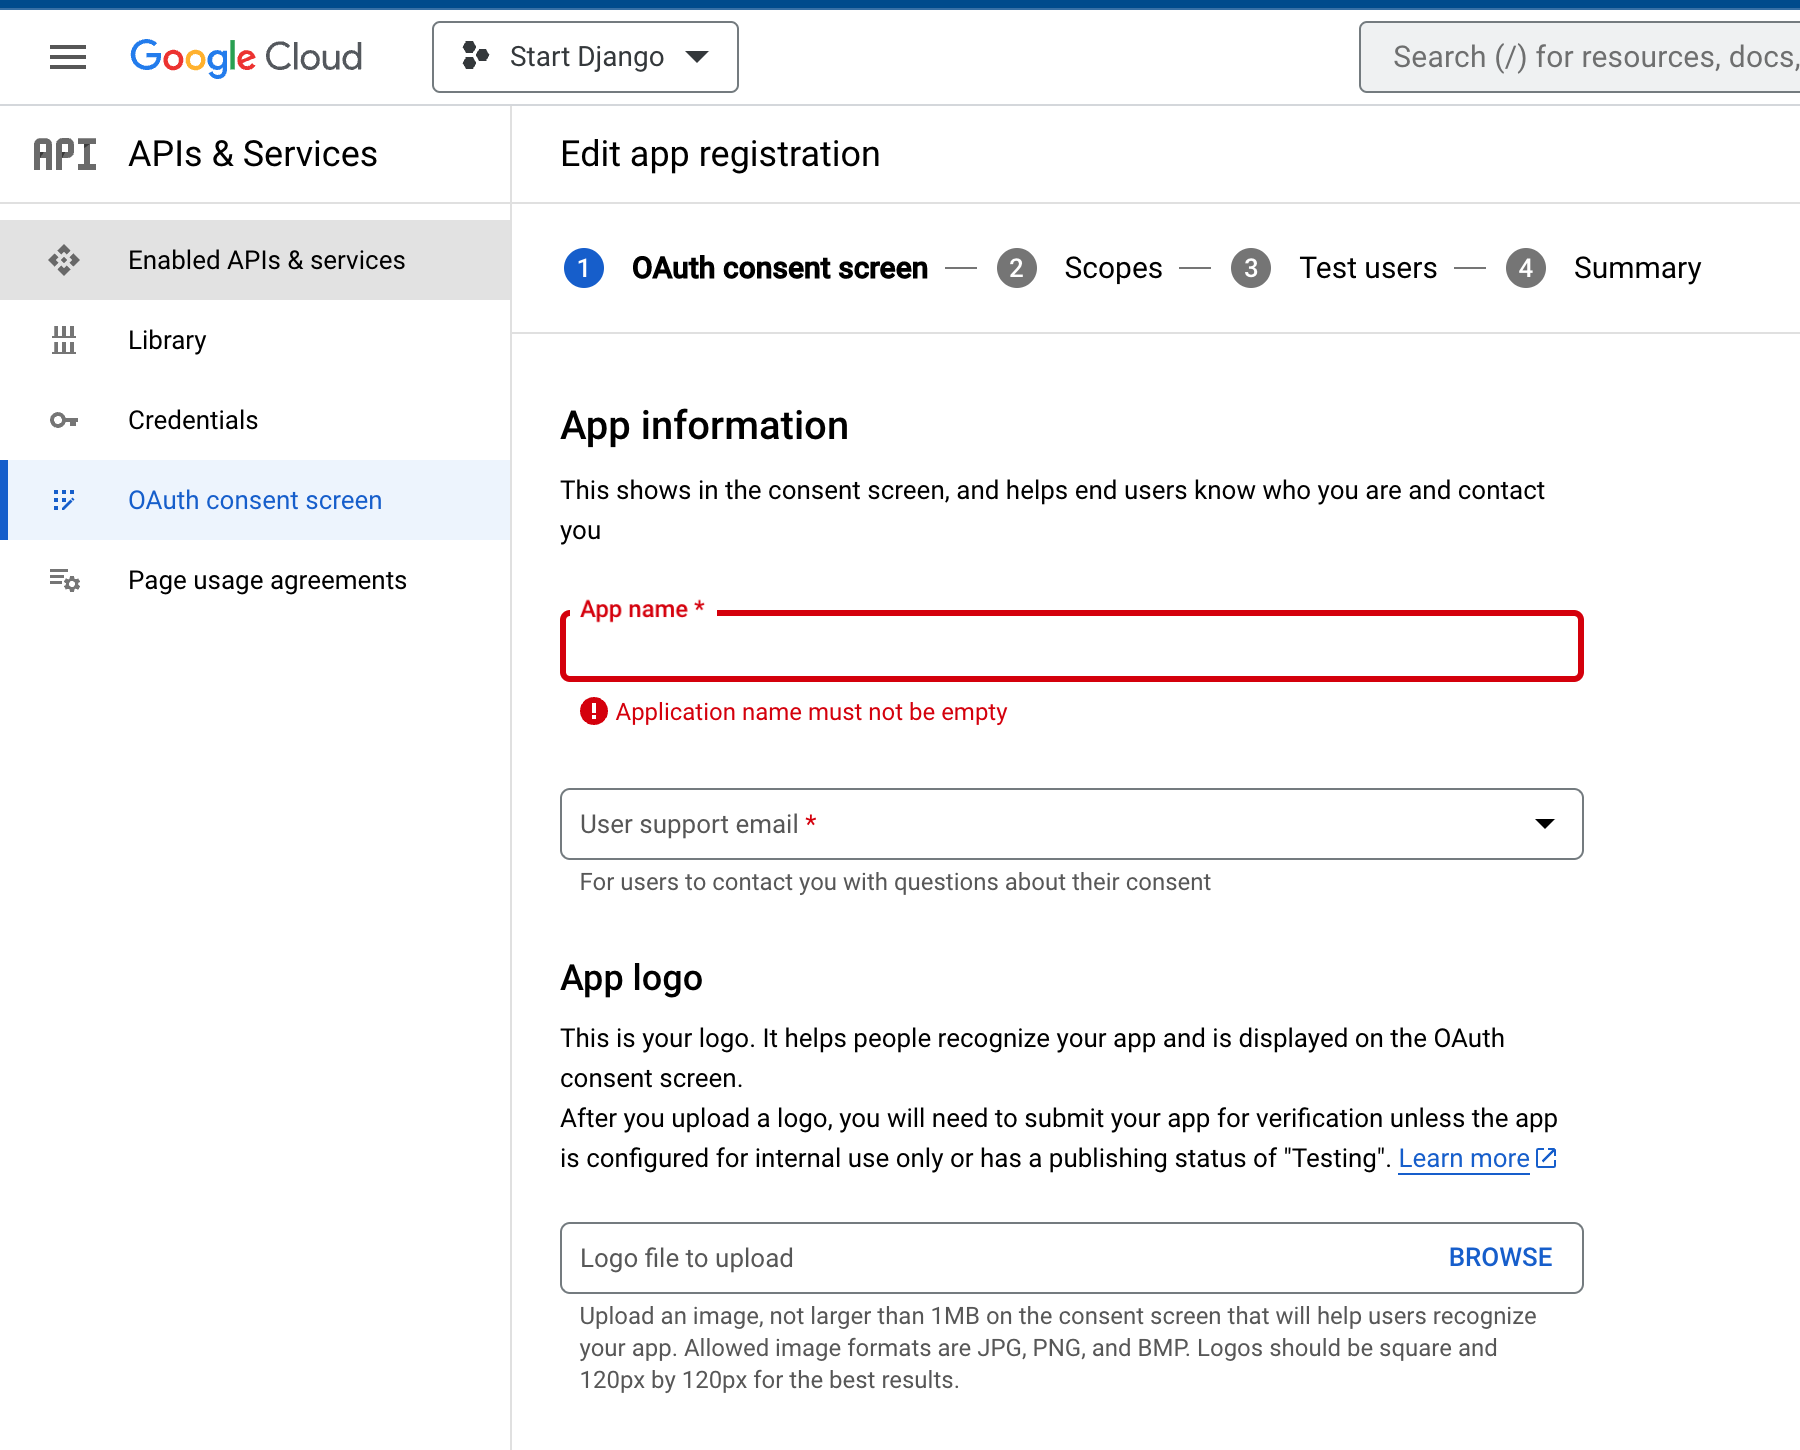 Google Cloud
Start Django
Search (/) for resources, docs,
API APIs & Services
Edit app registration
Enabled APIs & services
Library
Credentials
OAuth consent screen
Page usage agreements
1 OAuth consent screen — 2 Scopes — 3 Test users — 4 Summary
App information
This shows in the consent screen, and helps end users know who you are and contact
you
App name *
Application name must not be empty
User support email *
For users to contact you with questions about their consent
App logo
This is your logo. It helps people recognize your app and is displayed on the OAuth
consent screen.
After you upload a logo, you will need to submit your app for verification unless the app
is configured for internal use only or has a publishing status of "Testing". Learn more
Logo file to upload BROWSE
Upload an image, not larger than 1MB on the consent screen that will help users recognize
your app. Allowed image formats are JPG, PNG, and BMP. Logos should be square and
120px by 120px for the best results.